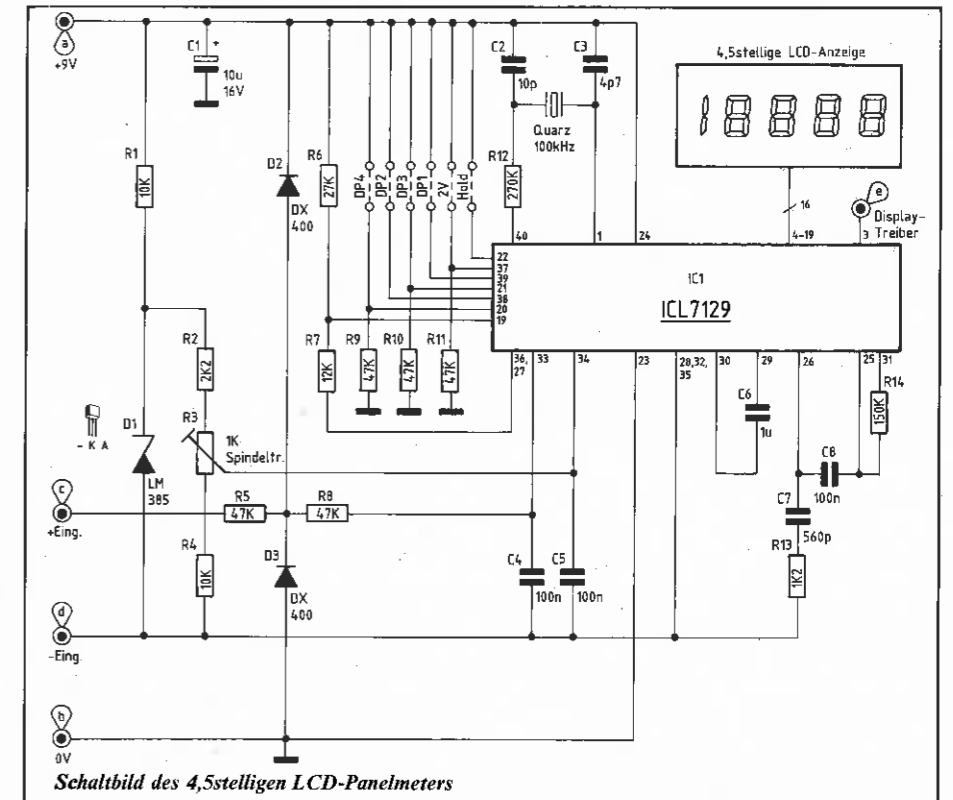 a
+9V
C1
+
10u
16V
R1
10K
D2
DX
400
R6
27K
DP4
DP2
DP3
DP1
2V
Hold
C2
10p
C3
4p7
Quarz
100kHz
R12
270K
4,5stellige LCD-Anzeige
18888
16
e
Display-
Treiber
40
1
24
4-19
3
22
37
39
21
38
20
19
IC1
ICL7129
36,
27
33
34
23
28,32,
35
30
29
26
25
31
R2
2K2
R7
12K
R9
47K
R10
47K
R11
47K
C6
1u
R14
150K
- K A
D1
LM
385
R3
1K
Spindeltr.
c
+Eing.
R5
47K
R8
47K
C8
100n
C7
560p
R13
1K2
R4
10K
D3
DX
400
C4
100n
C5
100n
d
-Eing.
b
0V
Schaltbild des 4,5stelligen LCD-Panelmeters